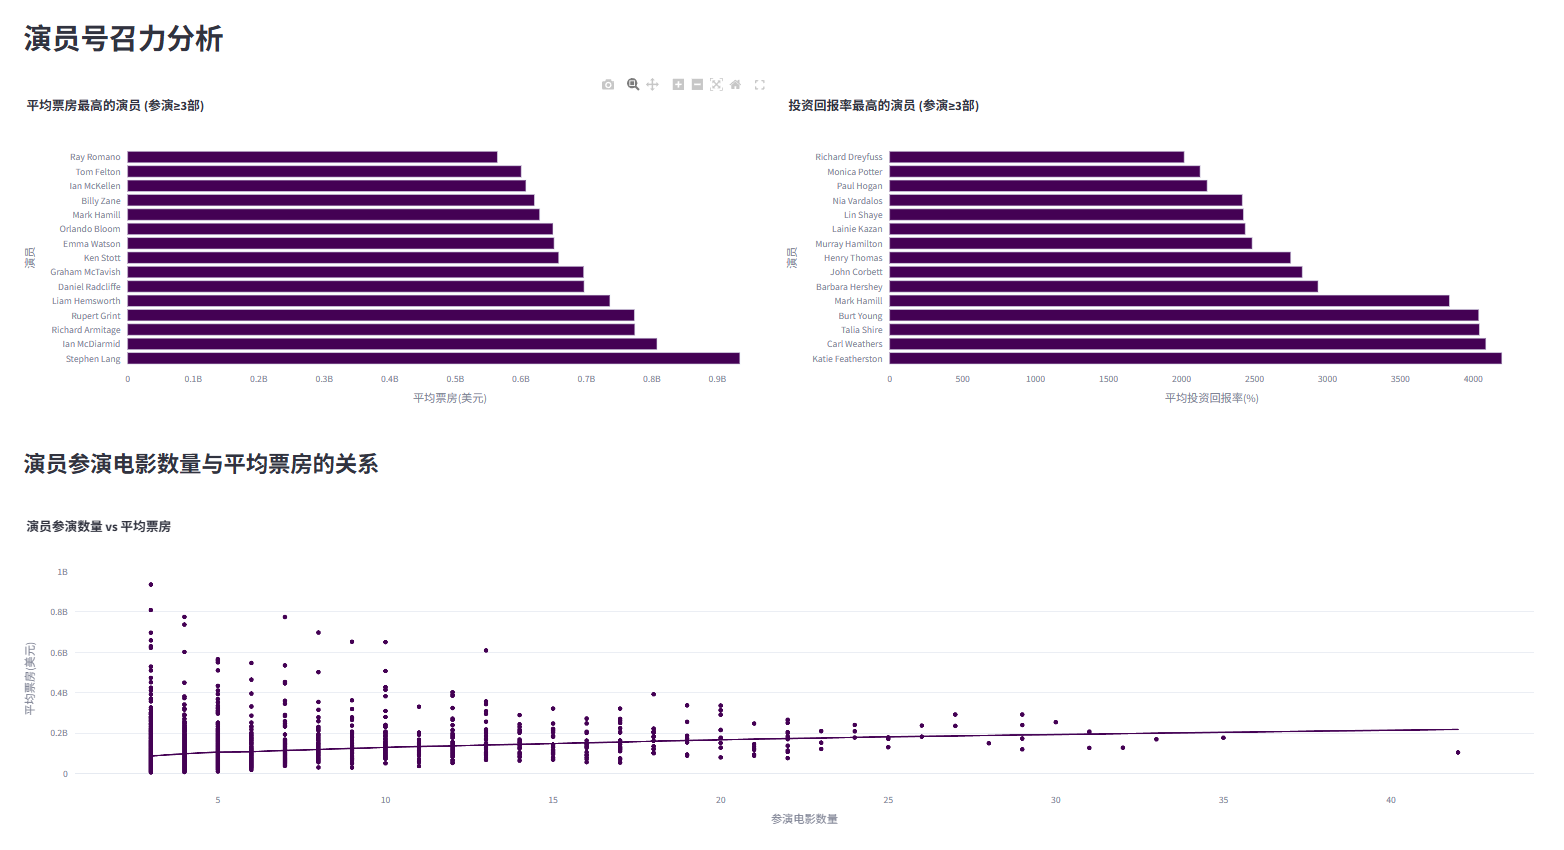 演员号召力分析
平均票房最高的演员 (参演≥3部)
演员
Ray Romano
Tom Felton
Ian McKellen
Billy Zane
Mark Hamill
Orlando Bloom
Emma Watson
Ken Stott
Graham McTavish
Daniel Radcliffe
Liam Hemsworth
Rupert Grint
Richard Armitage
Ian McDiarmid
Stephen Lang
0 0.1B 0.2B 0.3B 0.4B 0.5B 0.6B 0.7B 0.8B 0.9B
平均票房(美元)
投资回报率最高的演员 (参演≥3部)
演员
Richard Dreyfuss
Monica Potter
Paul Hogan
Nia Vardalos
Lin Shaye
Lainie Kazan
Murray Hamilton
Henry Thomas
John Corbett
Barbara Hershey
Mark Hamill
Burt Young
Talia Shire
Carl Weathers
Katie Featherston
0 500 1000 1500 2000 2500 3000 3500 4000
平均投资回报率(%)
演员参演电影数量与平均票房的关系
演员参演数量 vs 平均票房
平均票房(美元)
1B
0.8B
0.6B
0.4B
0.2B
0
5 10 15 20 25 30 35 40
参演电影数量